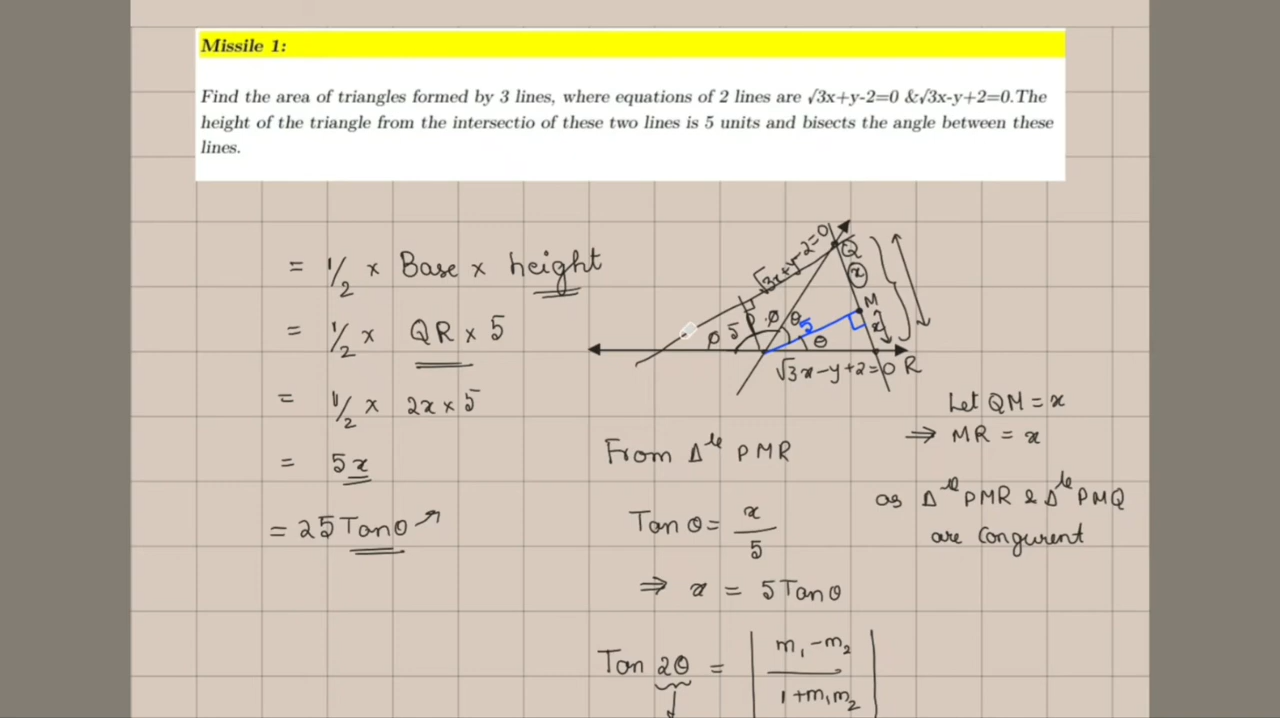 Missile 1:
Find the area of triangles formed by 3 lines, where equations of 2 lines are √3x+y-2=0 &√3x-y+2=0.The
height of the triangle from the intersectio of these two lines is 5 units and bisects the angle between these
lines.
= 1/2 x Base x height
= 1/2 x QR x 5
= 1/2 x 2x x 5
= 5x
= 25Tanθ
√3x+y-2=0
Q
x
M
x
P
ø 5 ø θ 5
θ
√3x-y+2=0 R
Let QM = x
⇒ MR = x
as Δle PMR & Δle PMQ
are congurent
From Δle PMR
Tan θ = x/5
⇒ x = 5Tanθ
Tan 2θ = | m1-m2 / 1+m1m2 |